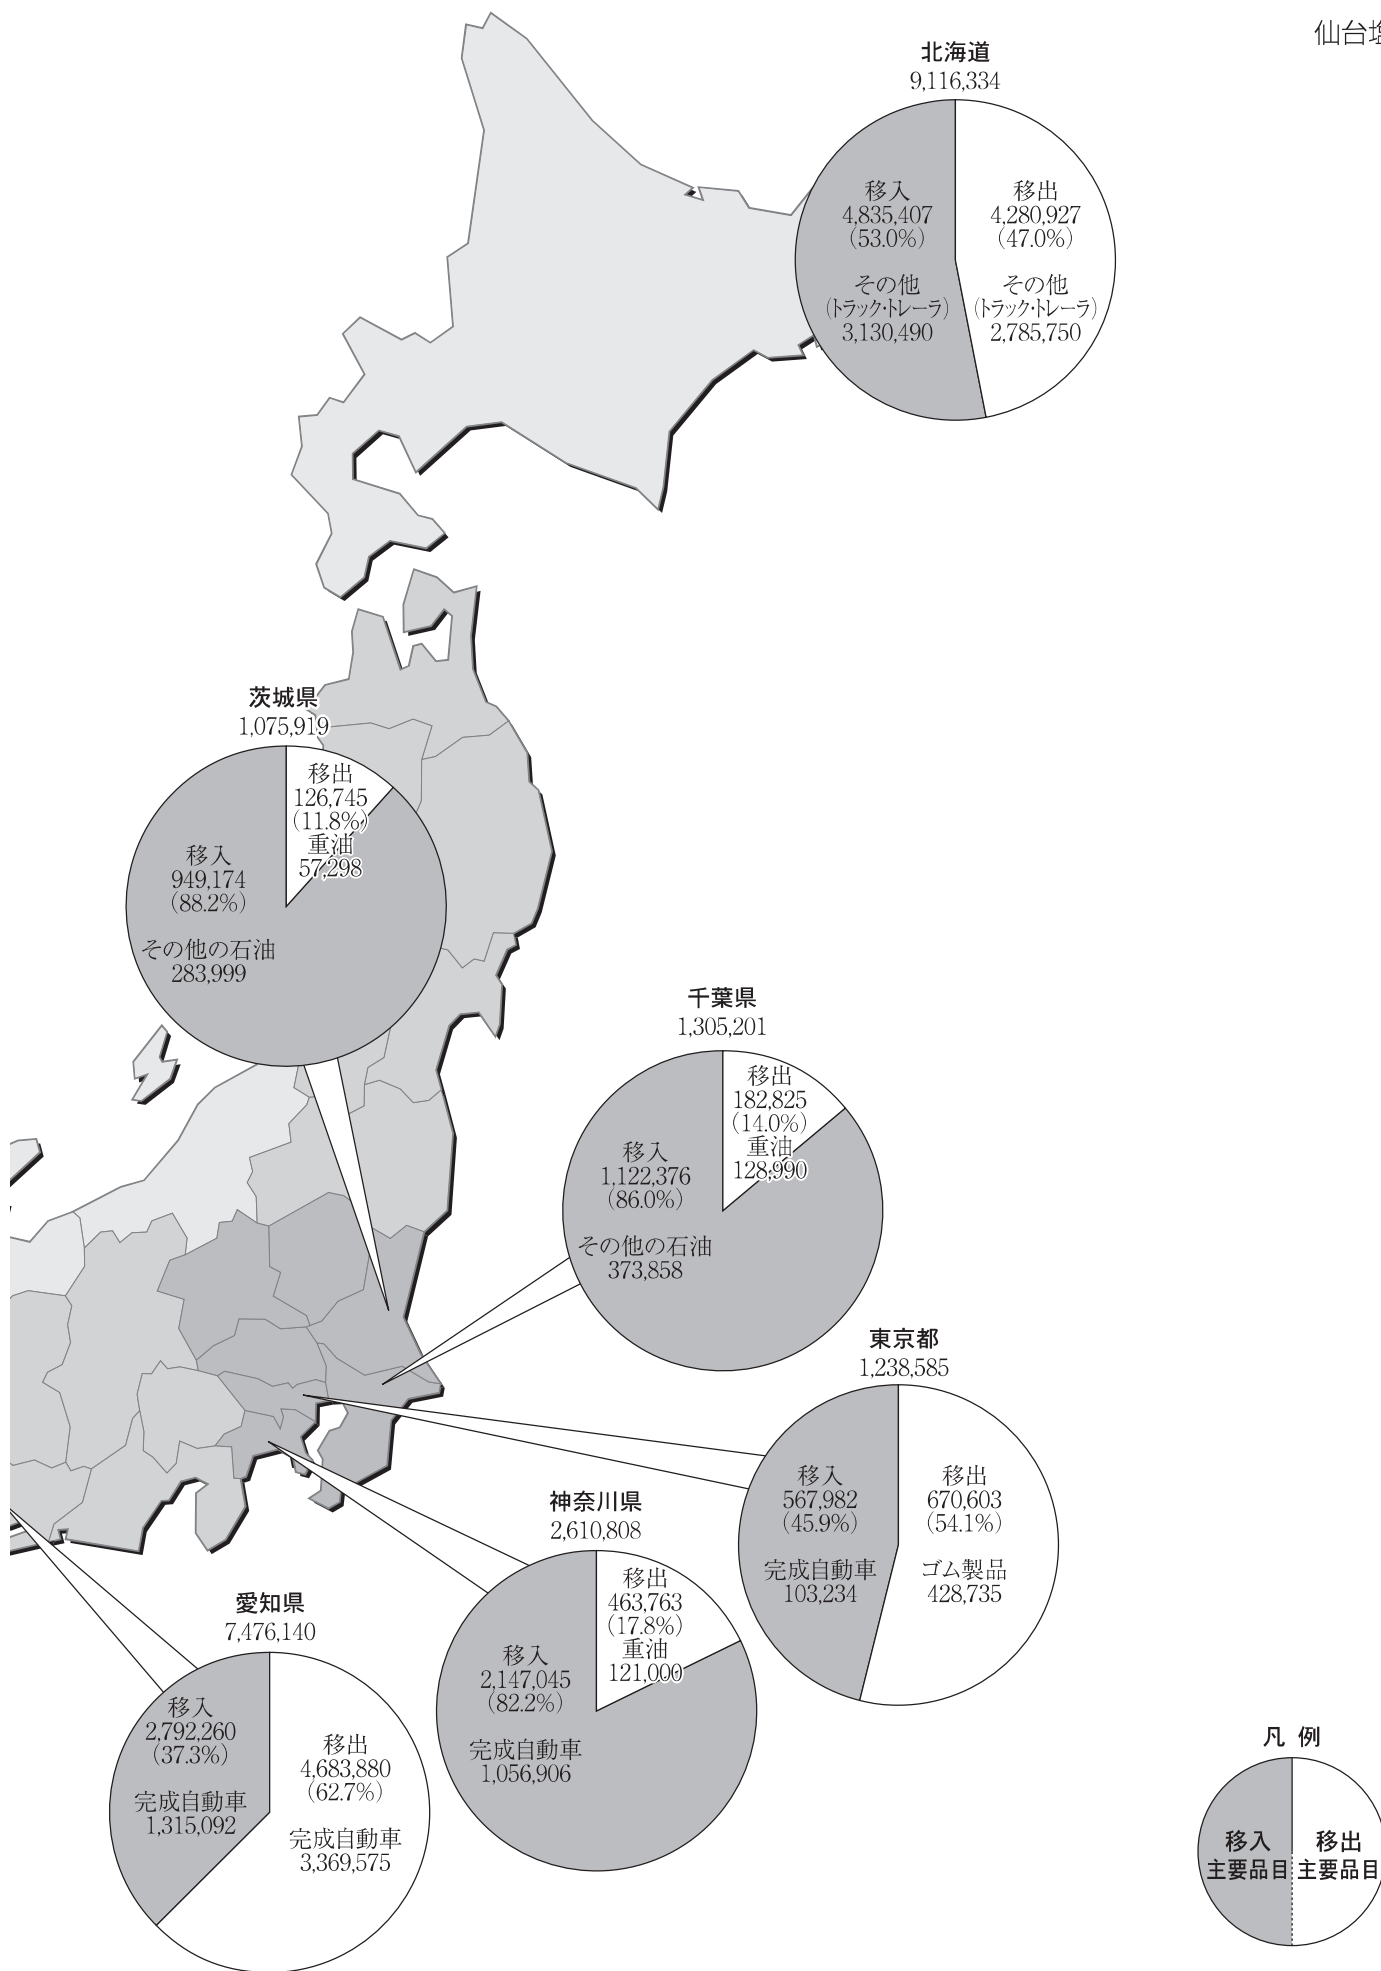 仙台塩
北海道
9,116,334
移入
4,835,407
(53.0%)
その他
(トラック・トレーラ)
3,130,490
移出
4,280,927
(47.0%)
その他
(トラック・トレーラ)
2,785,750
茨城県
1,075,919
移出
126,745
(11.8%)
重油
57,298
移入
949,174
(88.2%)
その他の石油
283,999
千葉県
1,305,201
移出
182,825
(14.0%)
重油
128,990
移入
1,122,376
(86.0%)
その他の石油
373,858
東京都
1,238,585
移入
567,982
(45.9%)
完成自動車
103,234
移出
670,603
(54.1%)
ゴム製品
428,735
神奈川県
2,610,808
移出
463,763
(17.8%)
重油
121,000
移入
2,147,045
(82.2%)
完成自動車
1,056,906
愛知県
7,476,140
移入
2,792,260
(37.3%)
完成自動車
1,315,092
移出
4,683,880
(62.7%)
完成自動車
3,369,575
凡例
移入
主要品目
移出
主要品目